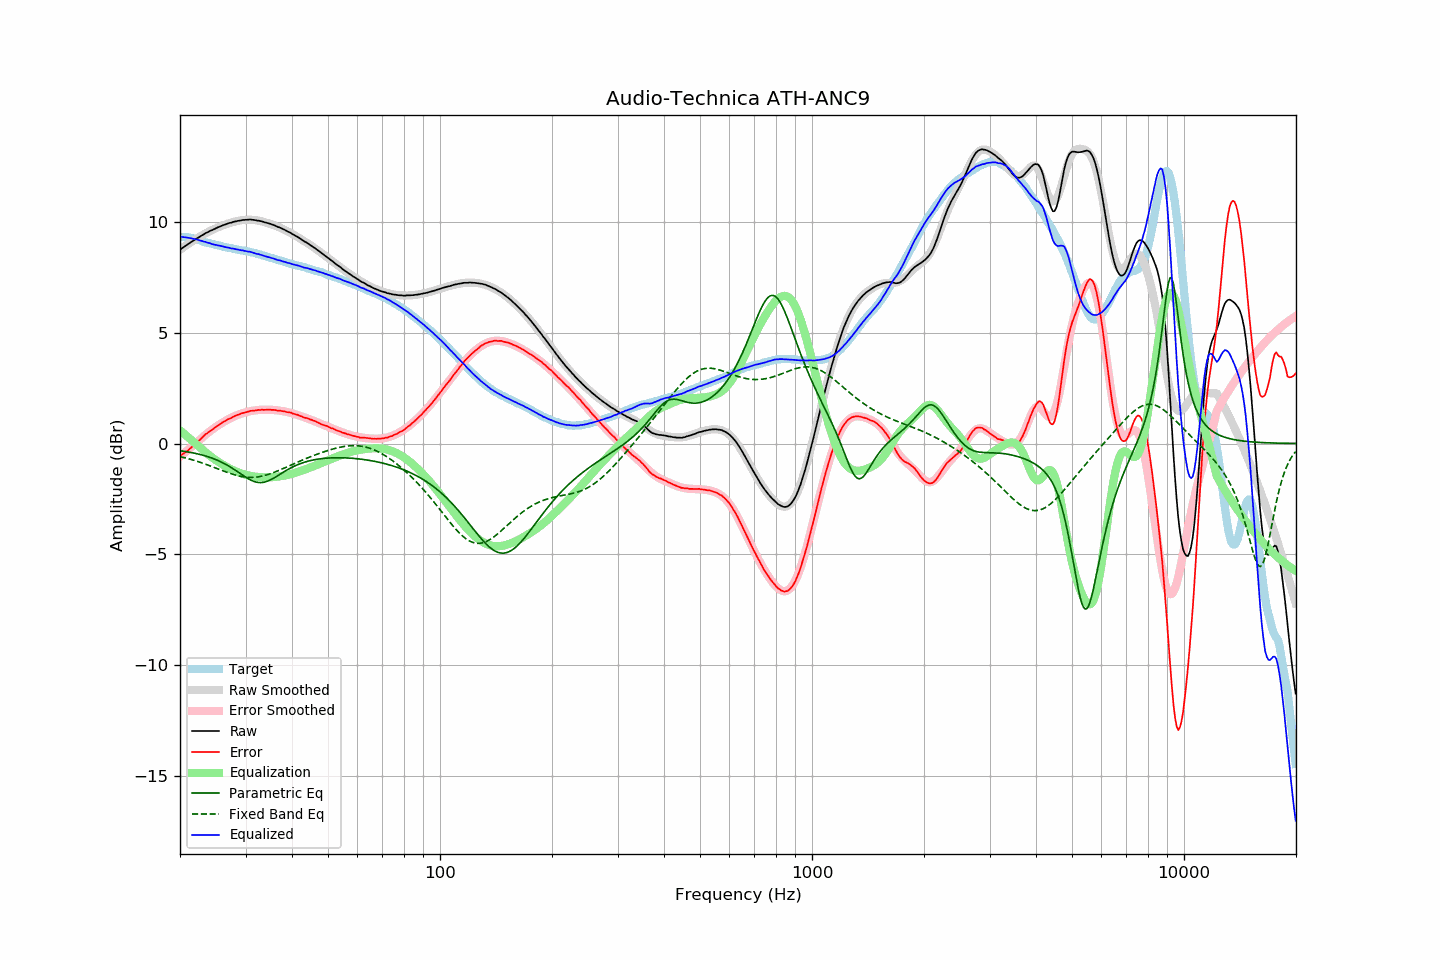 Audio-Technica ATH-ANC9
Amplitude (dBr)
10
5
0
−5
−10
−15
Target
Raw Smoothed
Error Smoothed
Raw
Error
Equalization
Parametric Eq
Fixed Band Eq
Equalized
100
1000
10000
Frequency (Hz)